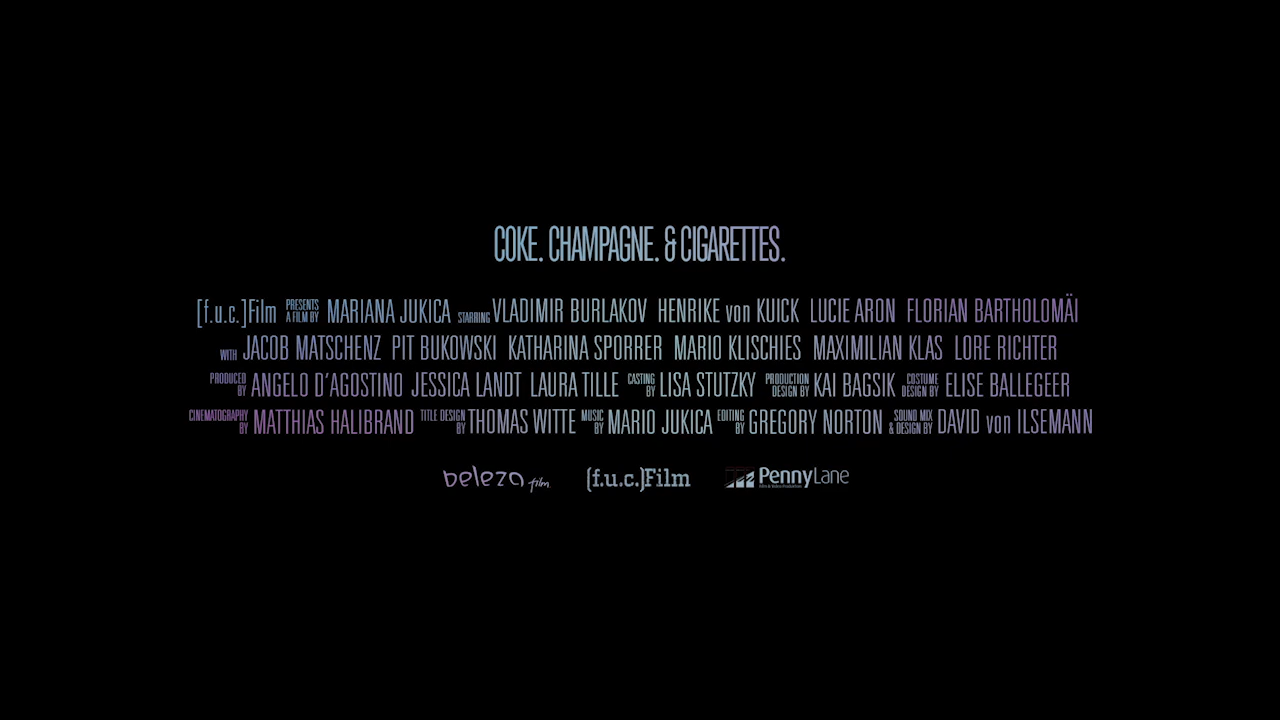 COKE. CHAMPAGNE. & CIGARETTES.
[f.u.c.]Film PRESENTS A FILM BY MARIANA JUKICA STARRING VLADIMIR BURLAKOV HENRIKE von KUICK LUCIE ARON FLORIAN BARTHOLOMÄI
WITH JACOB MATSCHENZ PIT BUKOWSKI KATHARINA SPORRER MARIO KLISCHIES MAXIMILIAN KLAS LORE RICHTER
PRODUCED BY ANGELO D'AGOSTINO JESSICA LANDT LAURA TILLE CASTING BY LISA STUTZKY PRODUCTION DESIGN BY KAI BAGSIK COSTUME DESIGN BY ELISE BALLEGEER
CINEMATOGRAPHY BY MATTHIAS HALIBRAND TITLE DESIGN BY THOMAS WITTE MUSIC BY MARIO JUKICA EDITING BY GREGORY NORTON SOUND MIX & DESIGN BY DAVID von ILSEMANN
beleza film [f.u.c.]Film PennyLane